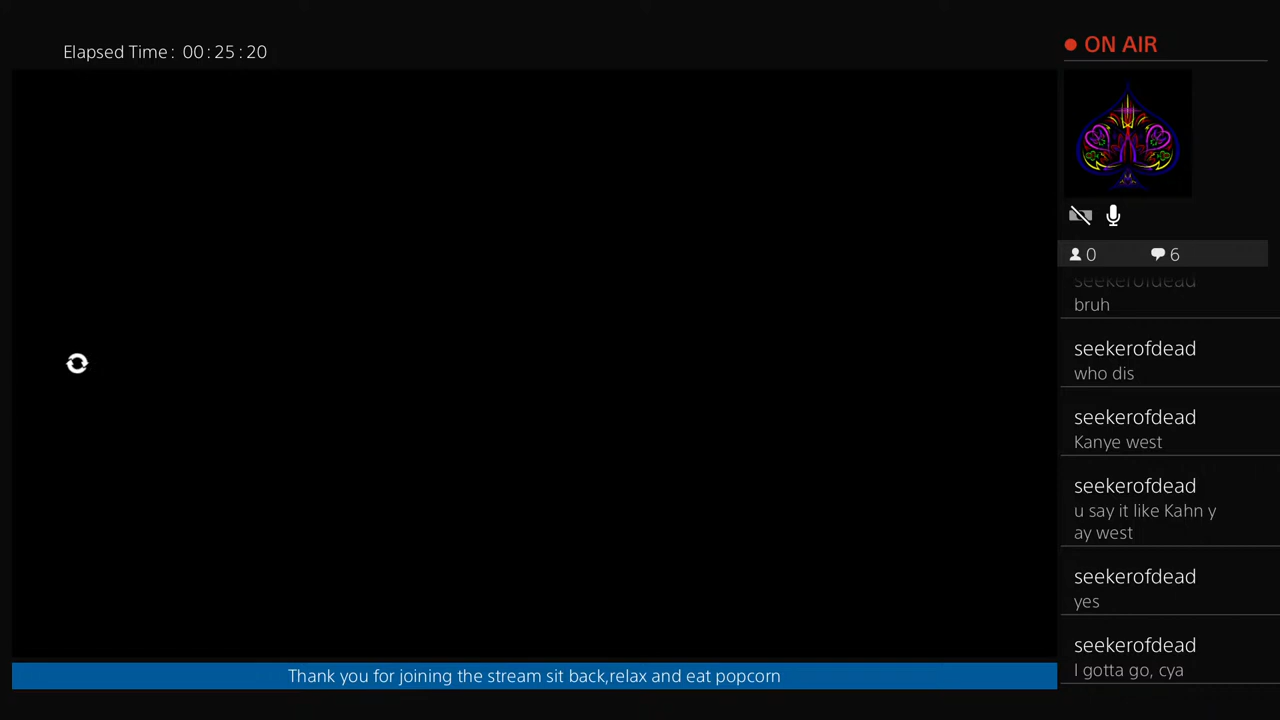 Elapsed Time: 00:25:20
ON AIR
0 6
seekerofdead
bruh
seekerofdead
who dis
seekerofdead
Kanye west
seekerofdead
u say it like Kahn y
ay west
seekerofdead
yes
seekerofdead
I gotta go, cya
Thank you for joining the stream sit back,relax and eat popcorn